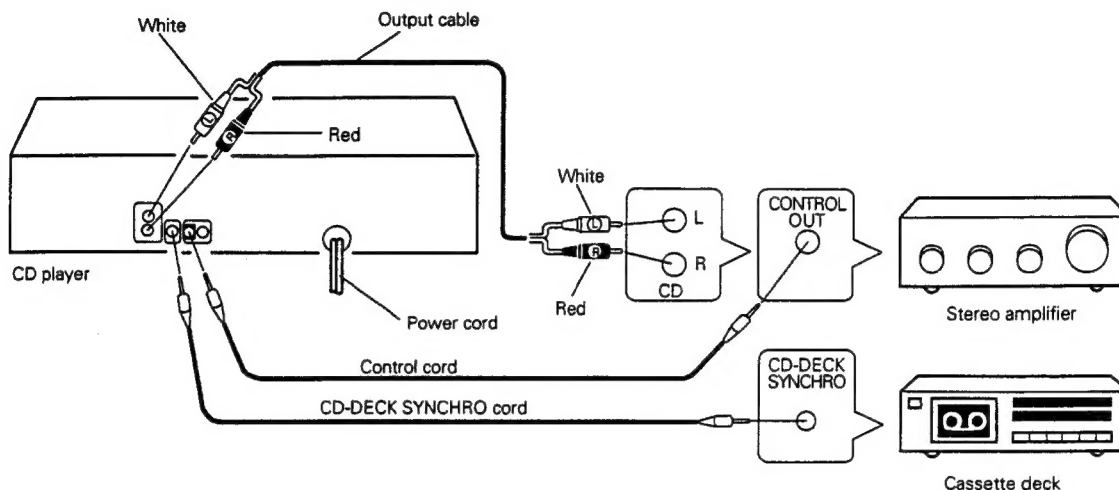 White
Output cable
L
R
Red
CD player
Power cord
White
L
R
Red
L
R
CD
CONTROL
OUT
Stereo amplifier
Control cord
CD-DECK SYNCHRO cord
CD-DECK
SYNCHRO
Cassette deck